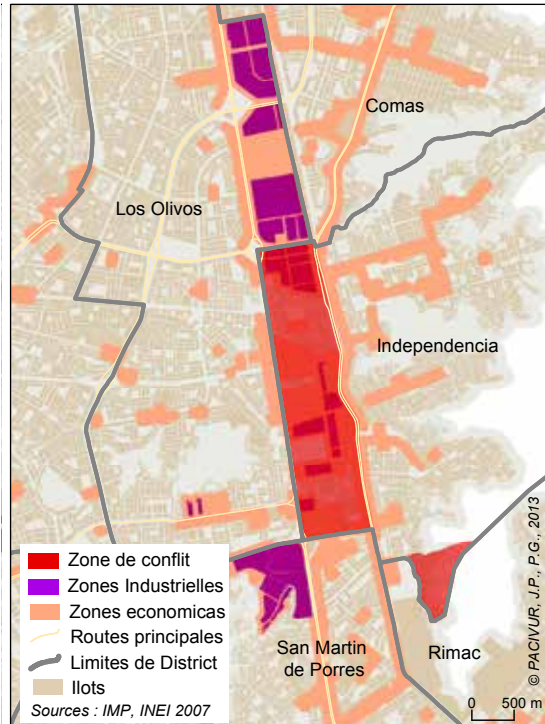 Comas
Los Olivos
Independencia
Zone de conflit
Zones Industrielles
Zones economicas
Routes principales
Limites de District
Ilots
Sources : IMP, INEI 2007
San Martin
de Porres
Rimac
0 500 m
© PACIVUR, J.P., P.G., 2013